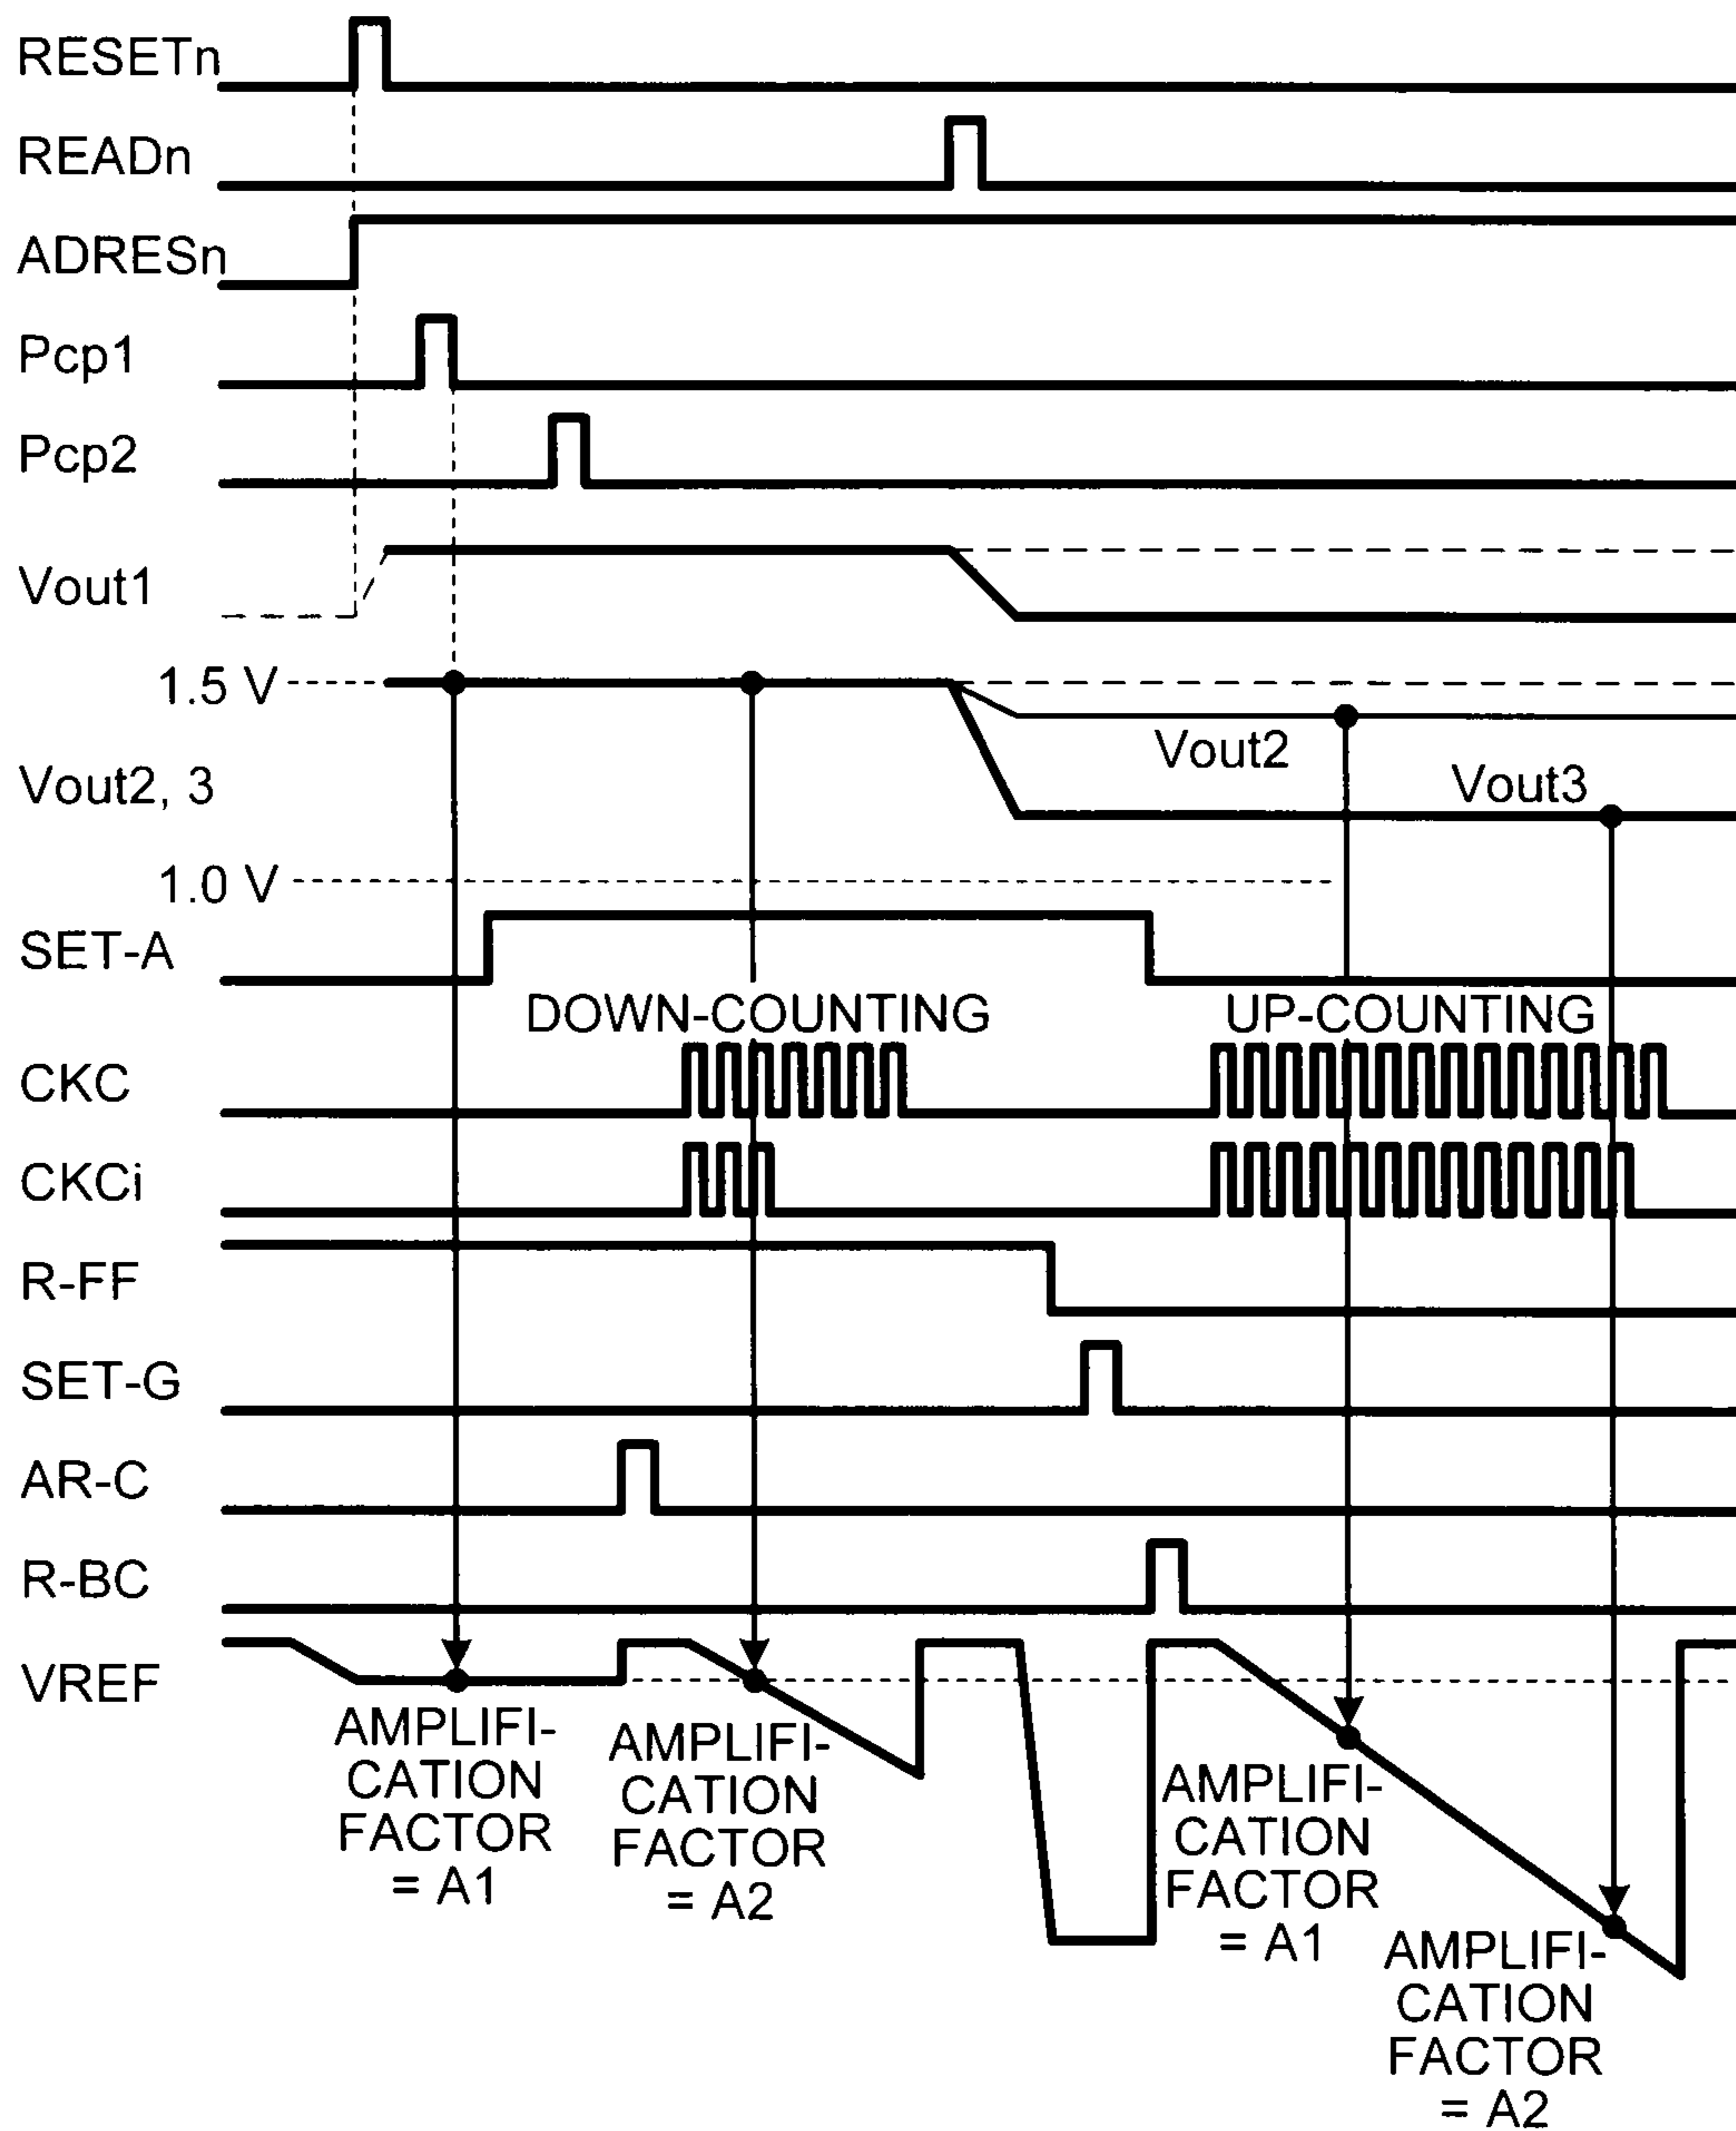 RESETn
READn
ADRESn
Pcp1
Pcp2
Vout1
1.5 V
Vout2
Vout2, 3
Vout3
1.0 V
SET-A
DOWN-COUNTING
UP-COUNTING
CKC
CKCi
R-FF
SET-G
AR-C
R-BC
VREF
AMPLIFI-
CATION
FACTOR
= A1
AMPLIFI-
CATION
FACTOR
= A2
AMPLIFI-
CATION
FACTOR
= A1
AMPLIFI-
CATION
FACTOR
= A2